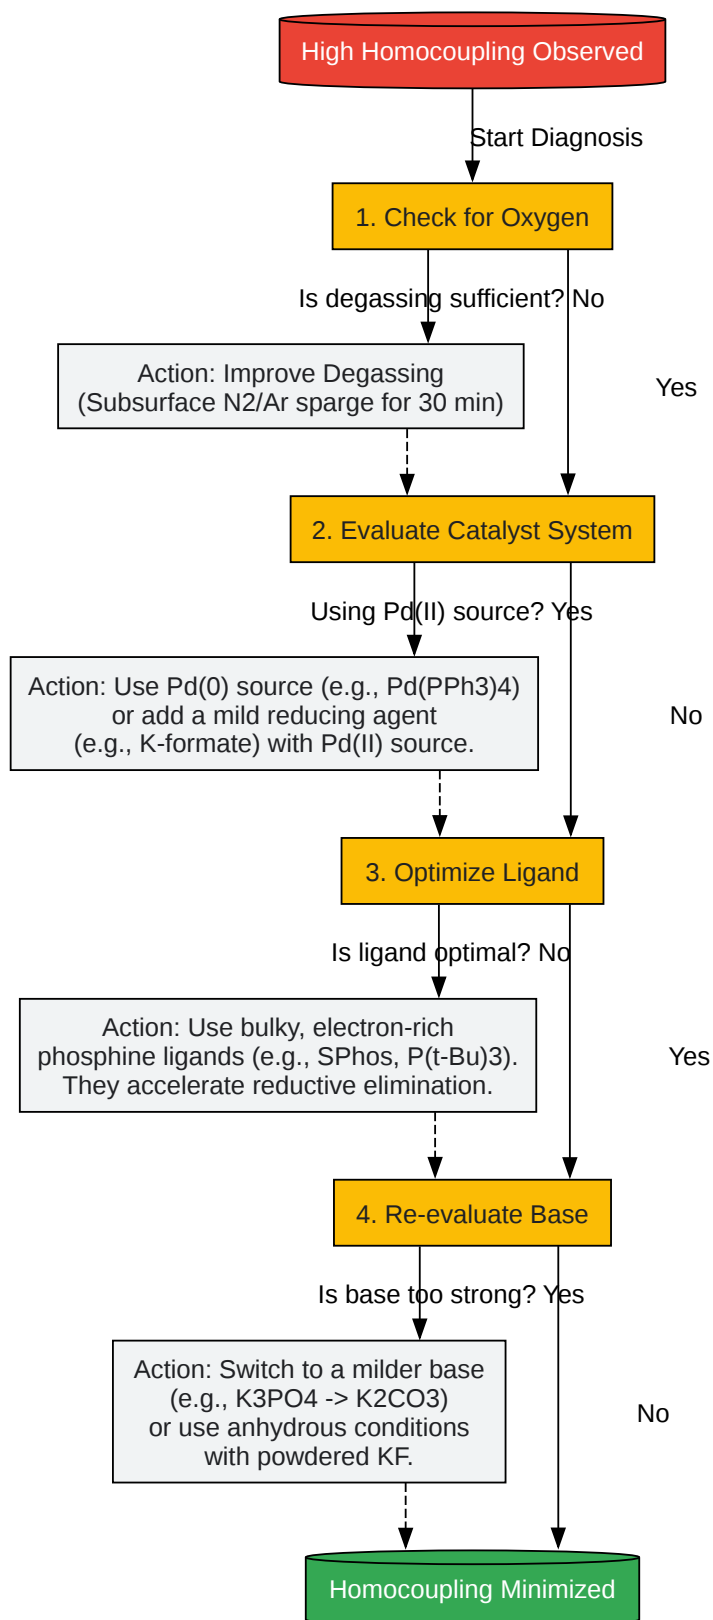 High Homocoupling Observed
Start Diagnosis
1. Check for Oxygen
Is degassing sufficient? No
Action: Improve Degassing
(Subsurface N2/Ar sparge for 30 min)
Yes
2. Evaluate Catalyst System
Using Pd(II) source? Yes
Action: Use Pd(0) source (e.g., Pd(PPh3)4)
or add a mild reducing agent
(e.g., K-formate) with Pd(II) source.
No
3. Optimize Ligand
Is ligand optimal? No
Action: Use bulky, electron-rich
phosphine ligands (e.g., SPhos, P(t-Bu)3).
They accelerate reductive elimination.
Yes
4. Re-evaluate Base
Is base too strong? Yes
Action: Switch to a milder base
(e.g., K3PO4 -> K2CO3)
or use anhydrous conditions
with powdered KF.
No
Homocoupling Minimized